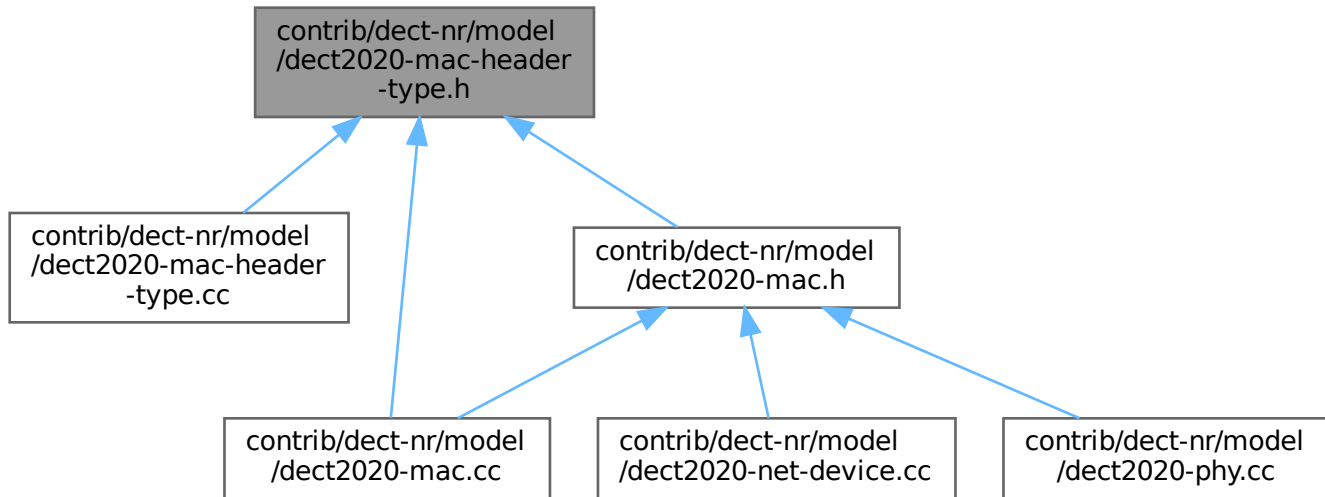 contrib/dect-nr/model
/dect2020-mac-header
-type.h
contrib/dect-nr/model
/dect2020-mac-header
-type.cc
contrib/dect-nr/model
/dect2020-mac.h
contrib/dect-nr/model
/dect2020-mac.cc
contrib/dect-nr/model
/dect2020-net-device.cc
contrib/dect-nr/model
/dect2020-phy.cc